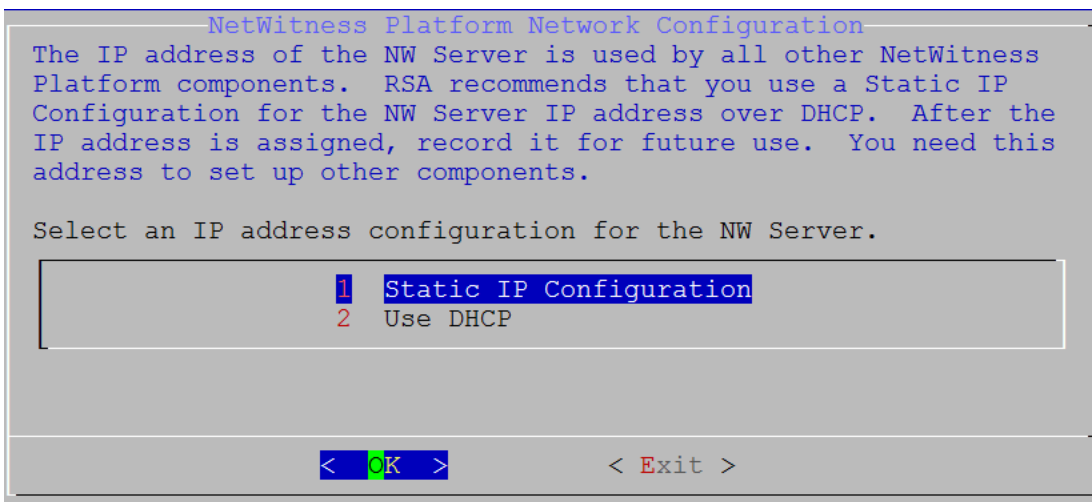 NetWitness Platform Network Configuration
The IP address of the NW Server is used by all other NetWitness
Platform components.  RSA recommends that you use a Static IP
Configuration for the NW Server IP address over DHCP.  After the
IP address is assigned, record it for future use.  You need this
address to set up other components.
Select an IP address configuration for the NW Server.
1  Static IP Configuration
2  Use DHCP
<  OK  >          < Exit >